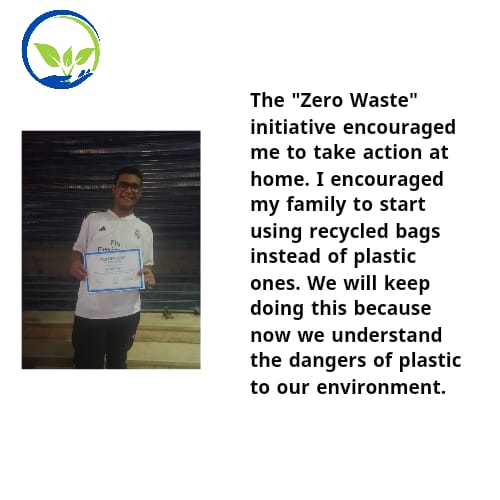 The "Zero Waste"
initiative encouraged
me to take action at
home. I encouraged
my family to start
using recycled bags
instead of plastic
ones. We will keep
doing this because
now we understand
the dangers of plastic
to our environment.
Fly